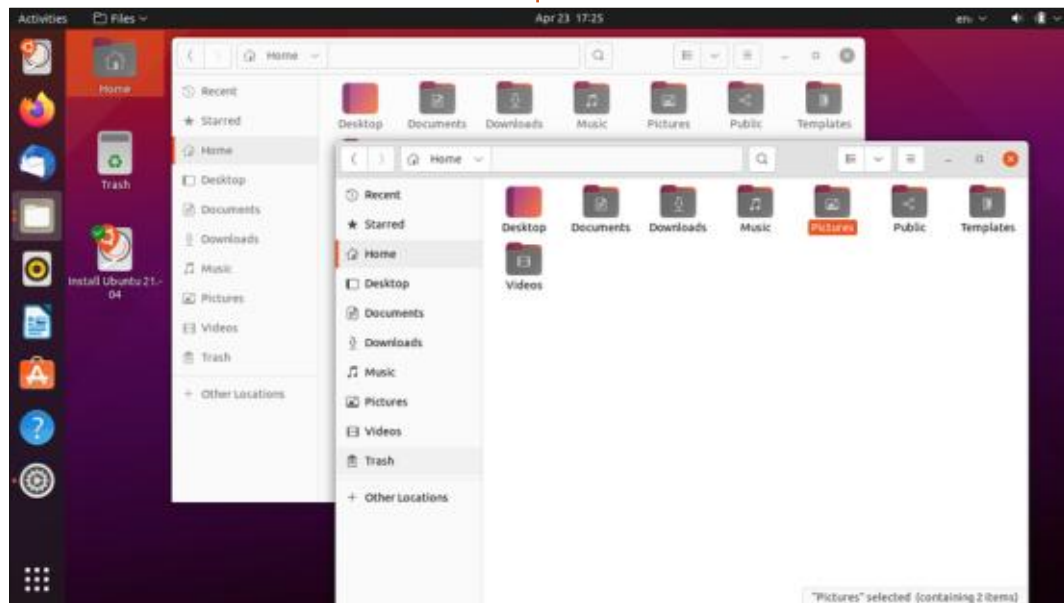 Activities Files Apr 23 17:25 en
Home
Trash
Install Ubuntu 21.-
04
Home
Recent
Starred
Home
Desktop
Documents
Downloads
Music
Pictures
Videos
Trash
+ Other Locations
Desktop Documents Downloads Music Pictures Public Templates
Home
Recent
Starred
Home
Desktop
Documents
Downloads
Music
Pictures
Videos
Trash
+ Other Locations
Desktop Documents Downloads Music Pictures Public Templates
Videos
"Pictures" selected (containing 2 items)